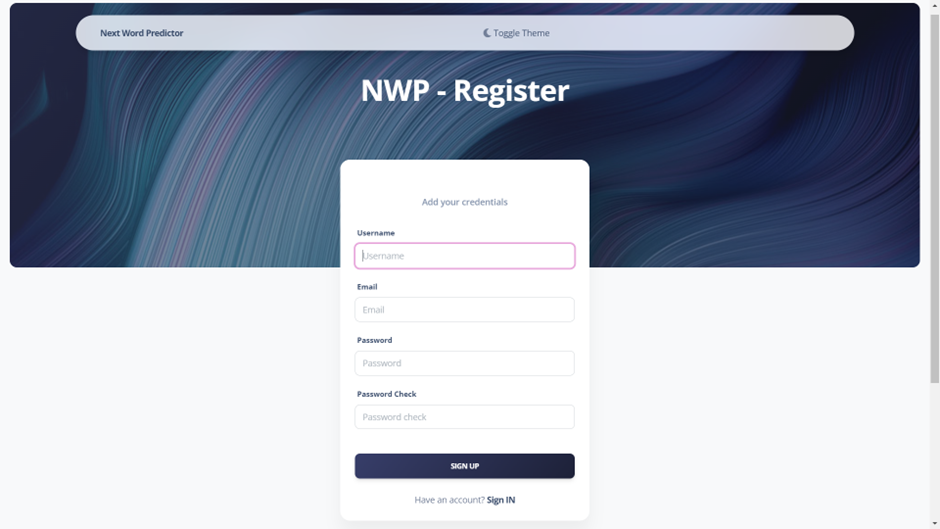 Next Word Predictor
Toggle Theme
NWP - Register
Add your credentials
Username
Username
Email
Email
Password
Password
Password Check
Password check
SIGN UP
Have an account? Sign IN